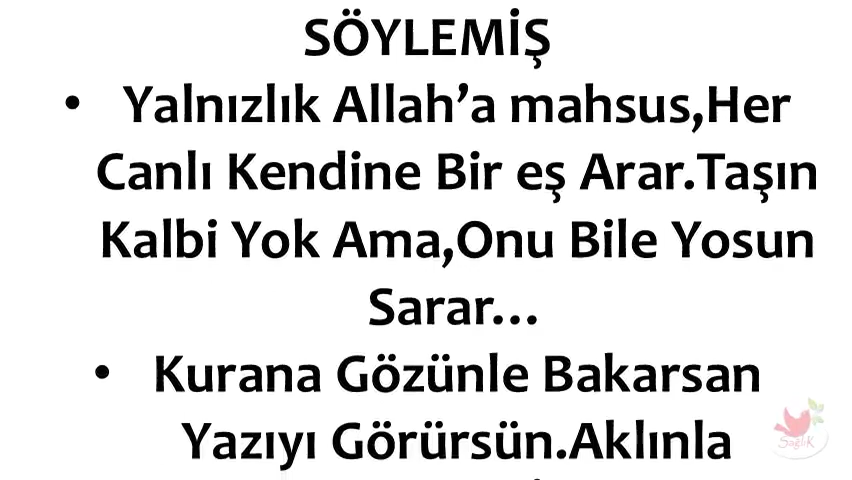 SÖYLEMİŞ
• Yalnızlık Allah’a mahsus,Her
Canlı Kendine Bir eş Arar.Taşın
Kalbi Yok Ama,Onu Bile Yosun
Sarar...
• Kurana Gözünle Bakarsan
Yazıyı Görürsün.Aklınla
Sağlık